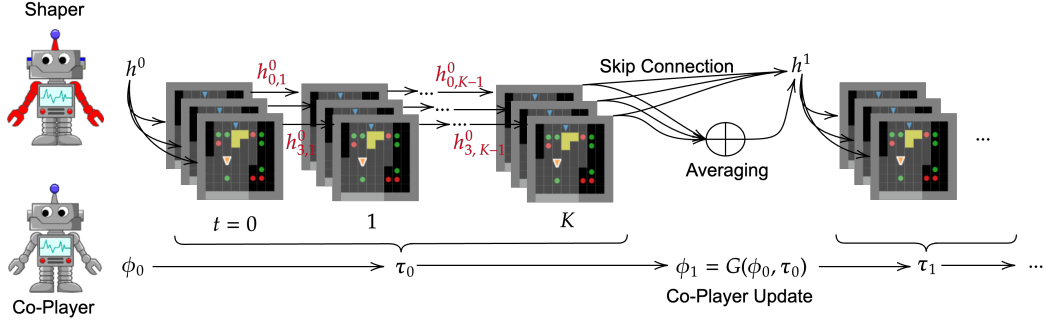 Shaper
h^0
h^0_{0,1}
h^0_{0,K-1}
Skip Connection
h^1
...
...
...
h^0_{3,1}
h^0_{3,K-1}
...
Averaging
t = 0
1
K
ϕ_0
τ_0
ϕ_1 = G(ϕ_0, τ_0)
τ_1
...
Co-Player
Co-Player Update